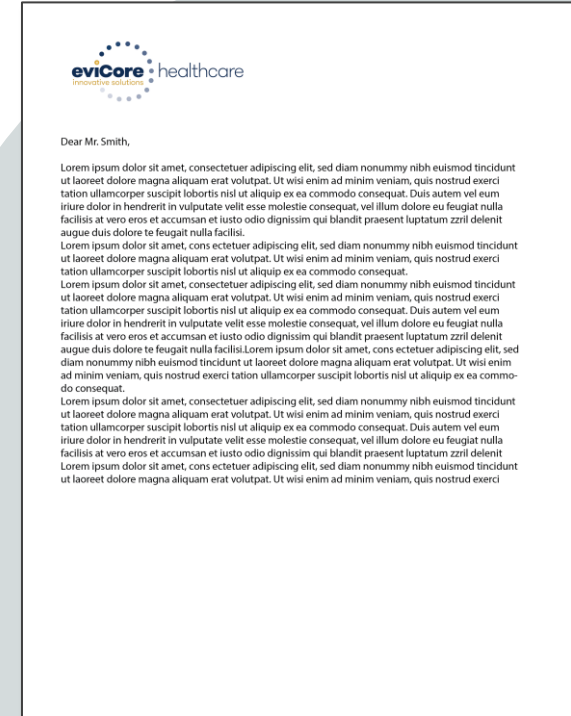 eviCore healthcare
innovative solutions
Dear Mr. Smith,
Lorem ipsum dolor sit amet, consectetuer adipiscing elit, sed diam nonummy nibh euismod tincidunt
ut laoreet dolore magna aliquam erat volutpat. Ut wisi enim ad minim veniam, quis nostrud exerci
tation ullamcorper suscipit lobortis nisl ut aliquip ex ea commodo consequat. Duis autem vel eum
iriure dolor in hendrerit in vulputate velit esse molestie consequat, vel illum dolore eu feugiat nulla
facilisis at vero eros et accumsan et iusto odio dignissim qui blandit praesent luptatum zzril delenit
augue duis dolore te feugait nulla facilisi.
Lorem ipsum dolor sit amet, cons ectetuer adipiscing elit, sed diam nonummy nibh euismod tincidunt
ut laoreet dolore magna aliquam erat volutpat. Ut wisi enim ad minim veniam, quis nostrud exerci
tation ullamcorper suscipit lobortis nisl ut aliquip ex ea commodo consequat.
Lorem ipsum dolor sit amet, consectetuer adipiscing elit, sed diam nonummy nibh euismod tincidunt
ut laoreet dolore magna aliquam erat volutpat. Ut wisi enim ad minim veniam, quis nostrud exerci
tation ullamcorper suscipit lobortis nisl ut aliquip ex ea commodo consequat. Duis autem vel eum
iriure dolor in hendrerit in vulputate velit esse molestie consequat, vel illum dolore eu feugiat nulla
facilisis at vero eros et accumsan et iusto odio dignissim qui blandit praesent luptatum zzril delenit
augue duis dolore te feugait nulla facilisi.Lorem ipsum dolor sit amet, cons ectetuer adipiscing elit, sed
diam nonummy nibh euismod tincidunt ut laoreet dolore magna aliquam erat volutpat. Ut wisi enim
ad minim veniam, quis nostrud exerci tation ullamcorper suscipit lobortis nisl ut aliquip ex ea commo-
do consequat.
Lorem ipsum dolor sit amet, consectetuer adipiscing elit, sed diam nonummy nibh euismod tincidunt
ut laoreet dolore magna aliquam erat volutpat. Ut wisi enim ad minim veniam, quis nostrud exerci
tation ullamcorper suscipit lobortis nisl ut aliquip ex ea commodo consequat. Duis autem vel eum
iriure dolor in hendrerit in vulputate velit esse molestie consequat, vel illum dolore eu feugiat nulla
facilisis at vero eros et accumsan et iusto odio dignissim qui blandit praesent luptatum zzril delenit
Lorem ipsum dolor sit amet, cons ectetuer adipiscing elit, sed diam nonummy nibh euismod tincidunt
ut laoreet dolore magna aliquam erat volutpat. Ut wisi enim ad minim veniam, quis nostrud exerci